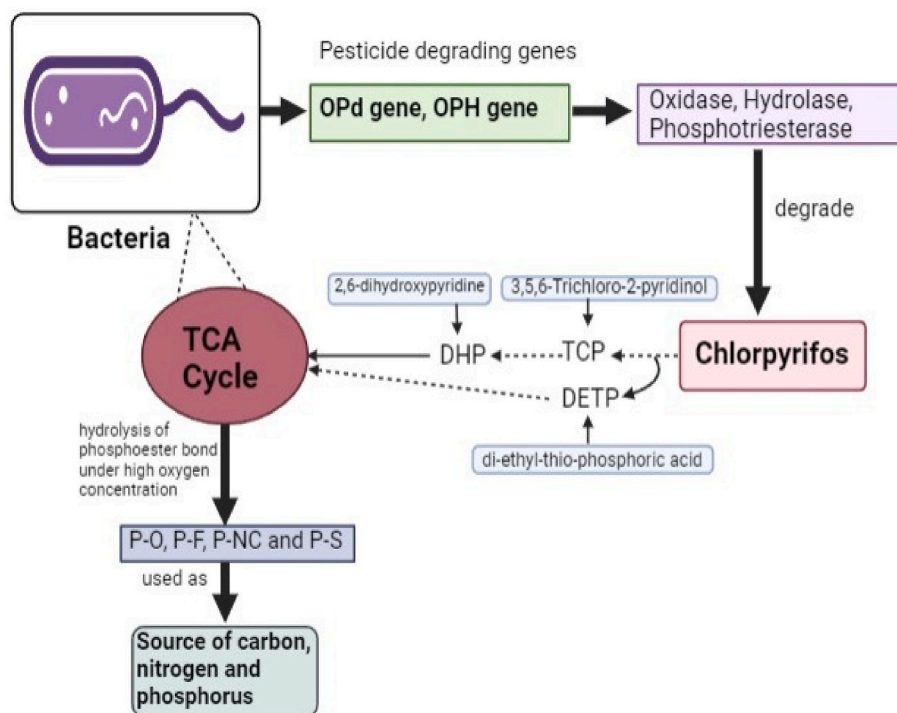 Pesticide degrading genes
OPd gene, OPH gene
Oxidase, Hydrolase,
Phosphotriesterase
Bacteria
degrade
2,6-dihydroxypyridine
3,5,6-Trichloro-2-pyridinol
TCA
Cycle
DHP
TCP
Chlorpyrifos
DETP
di-ethyl-thio-phosphoric acid
hydrolysis of
phosphoester bond
under high oxygen
concentration
P-O, P-F, P-NC and P-S
used as
Source of carbon,
nitrogen and
phosphorus